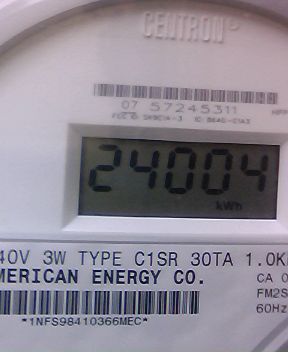 CENTRON
07 57245311
24004
kWh
40V 3W TYPE C1SR 30TA 1.0K
MERICAN ENERGY CO.
CA 0
FM2S
60Hz
*1NFS98410366MEC*